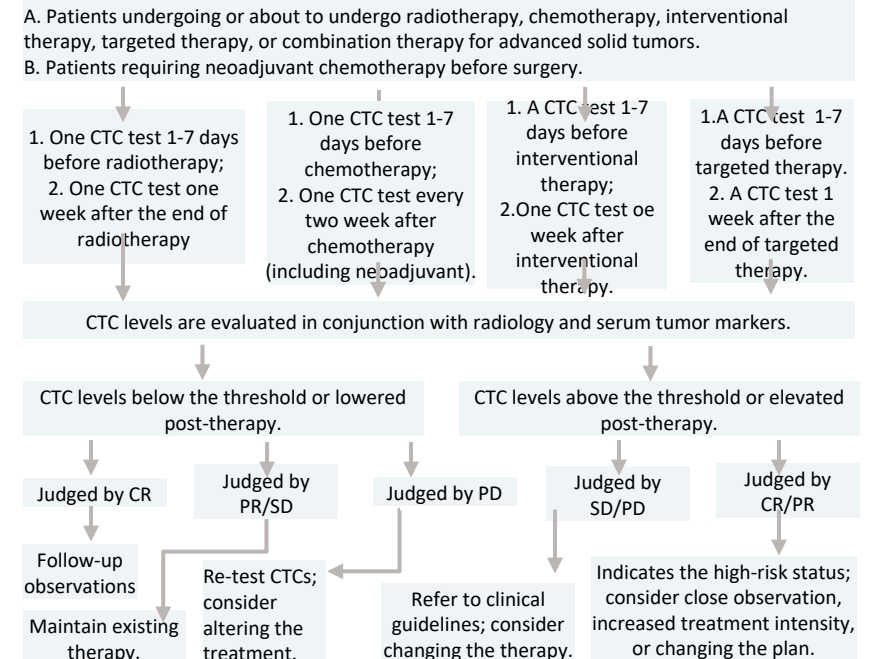 A. Patients undergoing or about to undergo radiotherapy, chemotherapy, interventional
therapy, targeted therapy, or combination therapy for advanced solid tumors.
B. Patients requiring neoadjuvant chemotherapy before surgery.
1. One CTC test 1-7 days
before radiotherapy;
2. One CTC test one
week after the end of
radiotherapy
1. One CTC test 1-7
days before
chemotherapy;
2. One CTC test every
two week after
chemotherapy
(including neoadjuvant).
1. A CTC test 1-7
days before
interventional
therapy;
2.One CTC test oe
week after
interventional
therapy.
1.A CTC test 1-7
days before
targeted therapy.
2. A CTC test 1
week after the
end of targeted
therapy.
CTC levels are evaluated in conjunction with radiology and serum tumor markers.
CTC levels below the threshold or lowered
post-therapy.
CTC levels above the threshold or elevated
post-therapy.
Judged by CR
Judged by
PR/SD
Judged by PD
Judged by
SD/PD
Judged by
CR/PR
Follow-up
observations
Maintain existing
therapy.
Re-test CTCs;
consider
altering the
treatment.
Refer to clinical
guidelines; consider
changing the therapy.
Indicates the high-risk status;
consider close observation,
increased treatment intensity,
or changing the plan.